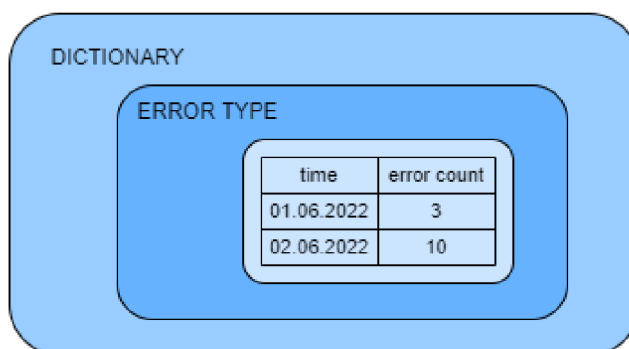 DICTIONARY
ERROR TYPE
time error count
01.06.2022 3
02.06.2022 10